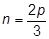 n = 2p/3